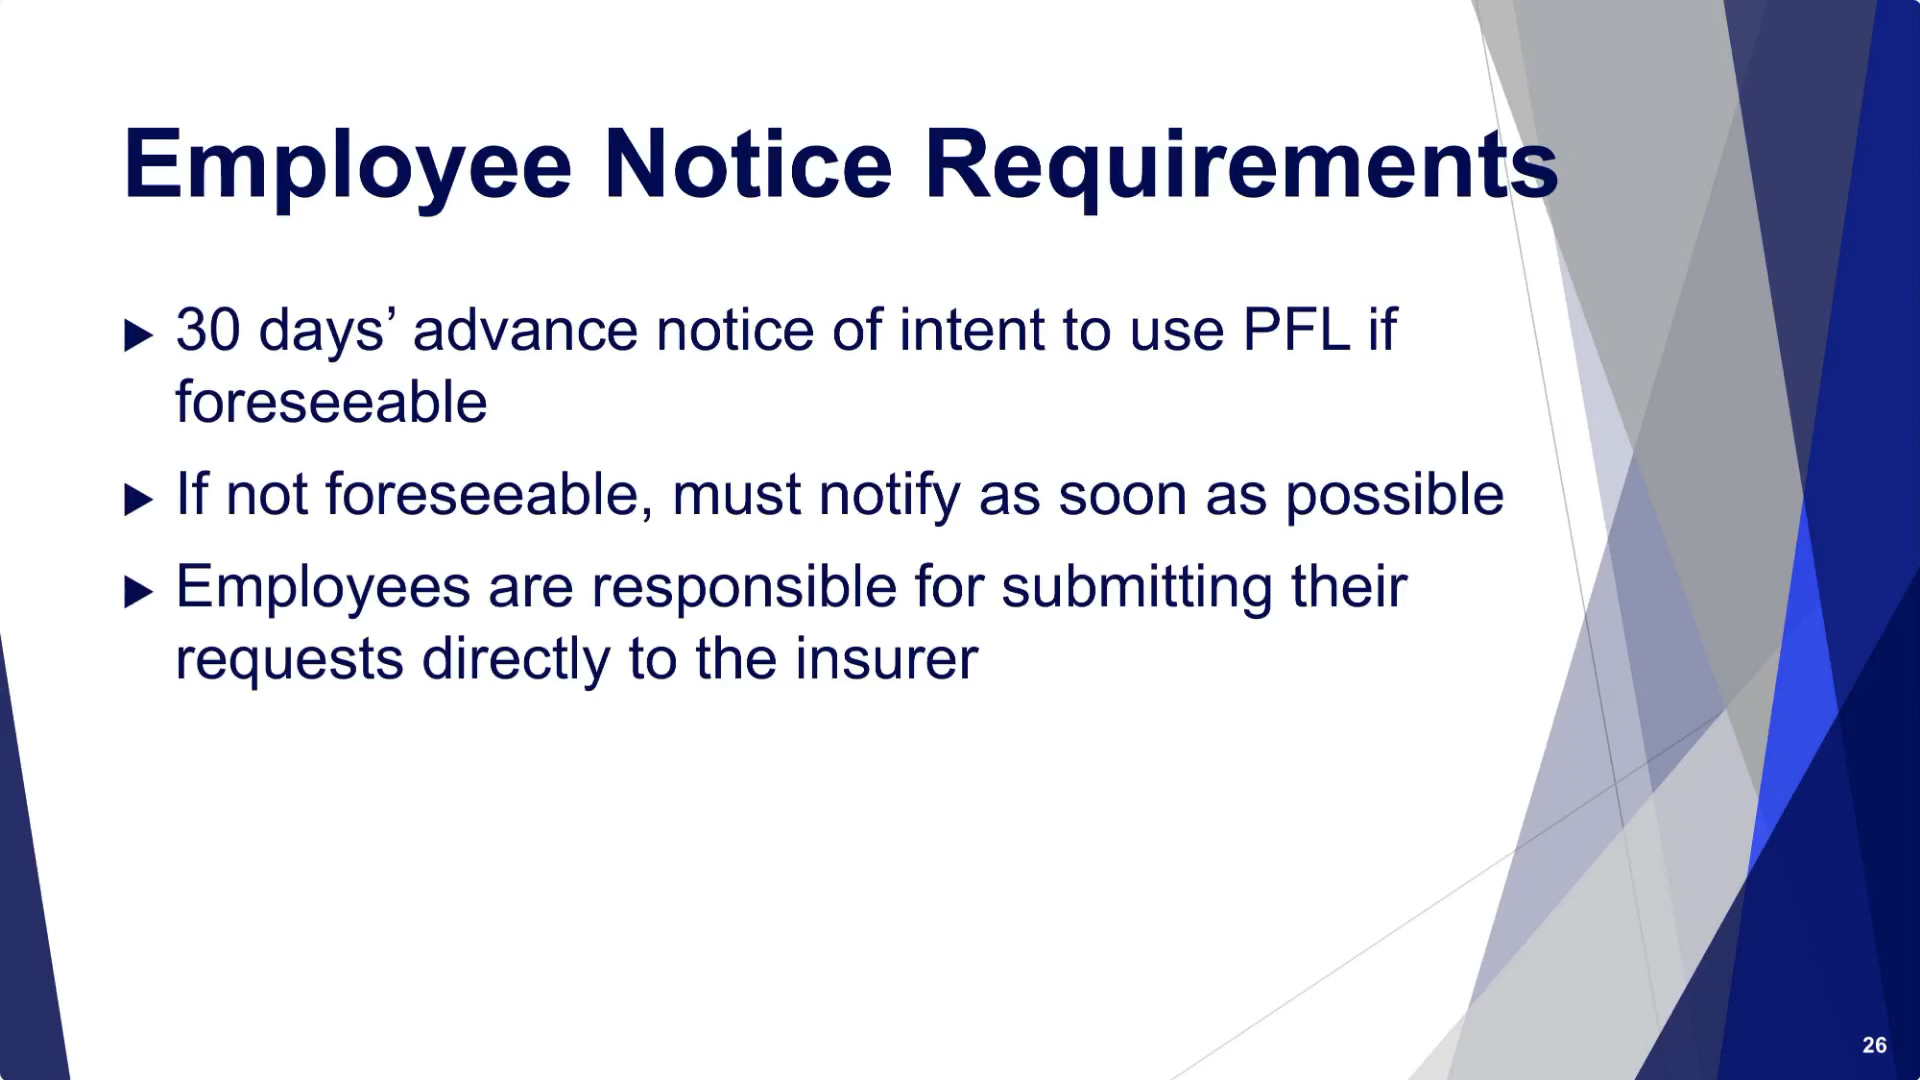 Employee Notice Requirements
▶ 30 days’ advance notice of intent to use PFL if
foreseeable
▶ If not foreseeable, must notify as soon as possible
▶ Employees are responsible for submitting their
requests directly to the insurer
26